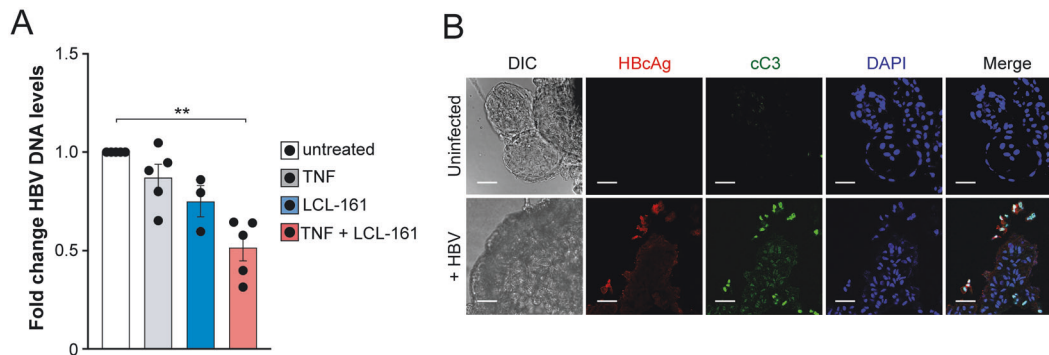 A
Fold change HBV DNA levels
1.5
1.0
0.5
0
**
untreated
TNF
LCL-161
TNF + LCL-161
B
DIC HBcAg cC3 DAPI Merge
Uninfected
+ HBV